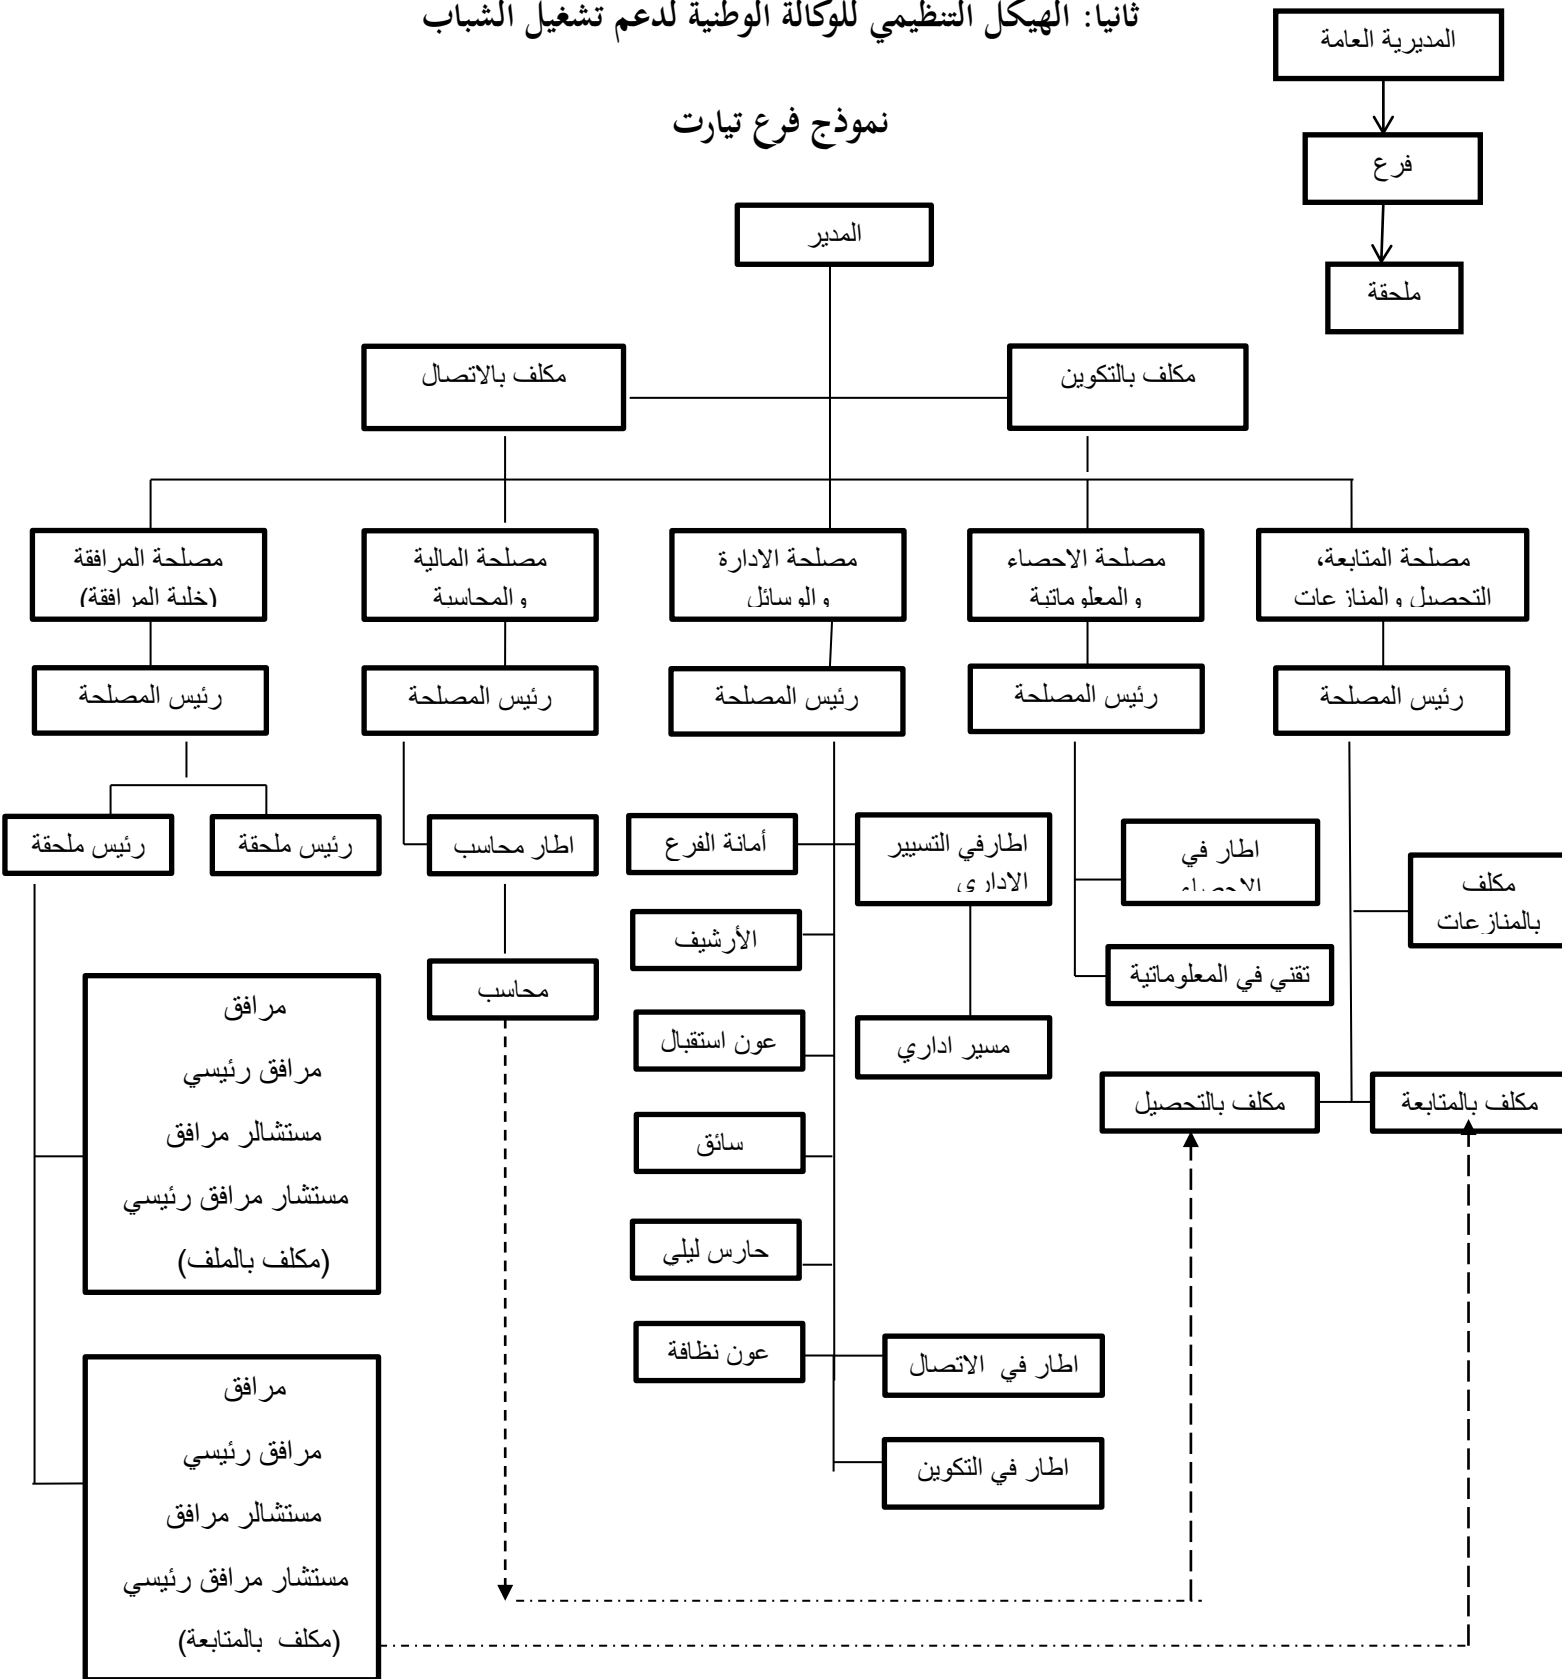 ثانيا: الهيكل التنظيمي للوكالة الوطنية لدعم تشغيل الشباب
نموذج فرع تيارت
المديرية العامة
فرع
ملحقة
المدير
مكلف بالتكوين
مكلف بالاتصال
مصلحة المتابعة،
التحصيل والمنازعات
مصلحة الاحصاء
والمعلوماتية
مصلحة الادارة
والوسائل
مصلحة المالية
والمحاسبة
مصلحة المرافقة
(خلية المرافقة)
رئيس المصلحة
رئيس المصلحة
رئيس المصلحة
رئيس المصلحة
رئيس المصلحة
مكلف
بالمنازعات
اطار في
الاحصاء
تقني في المعلوماتية
مكلف بالمتابعة
مكلف بالتحصيل
اطارفي التسيير
الاداري
مسير اداري
أمانة الفرع
الأرشيف
عون استقبال
سائق
حارس ليلي
عون نظافة
اطار في الاتصال
اطار في التكوين
اطار محاسب
محاسب
رئيس ملحقة
رئيس ملحقة
مرافق
مرافق رئيسي
مستشالر مرافق
مستشار مرافق رئيسي
(مكلف بالملف)
مرافق
مرافق رئيسي
مستشالر مرافق
مستشار مرافق رئيسي
(مكلف بالمتابعة)